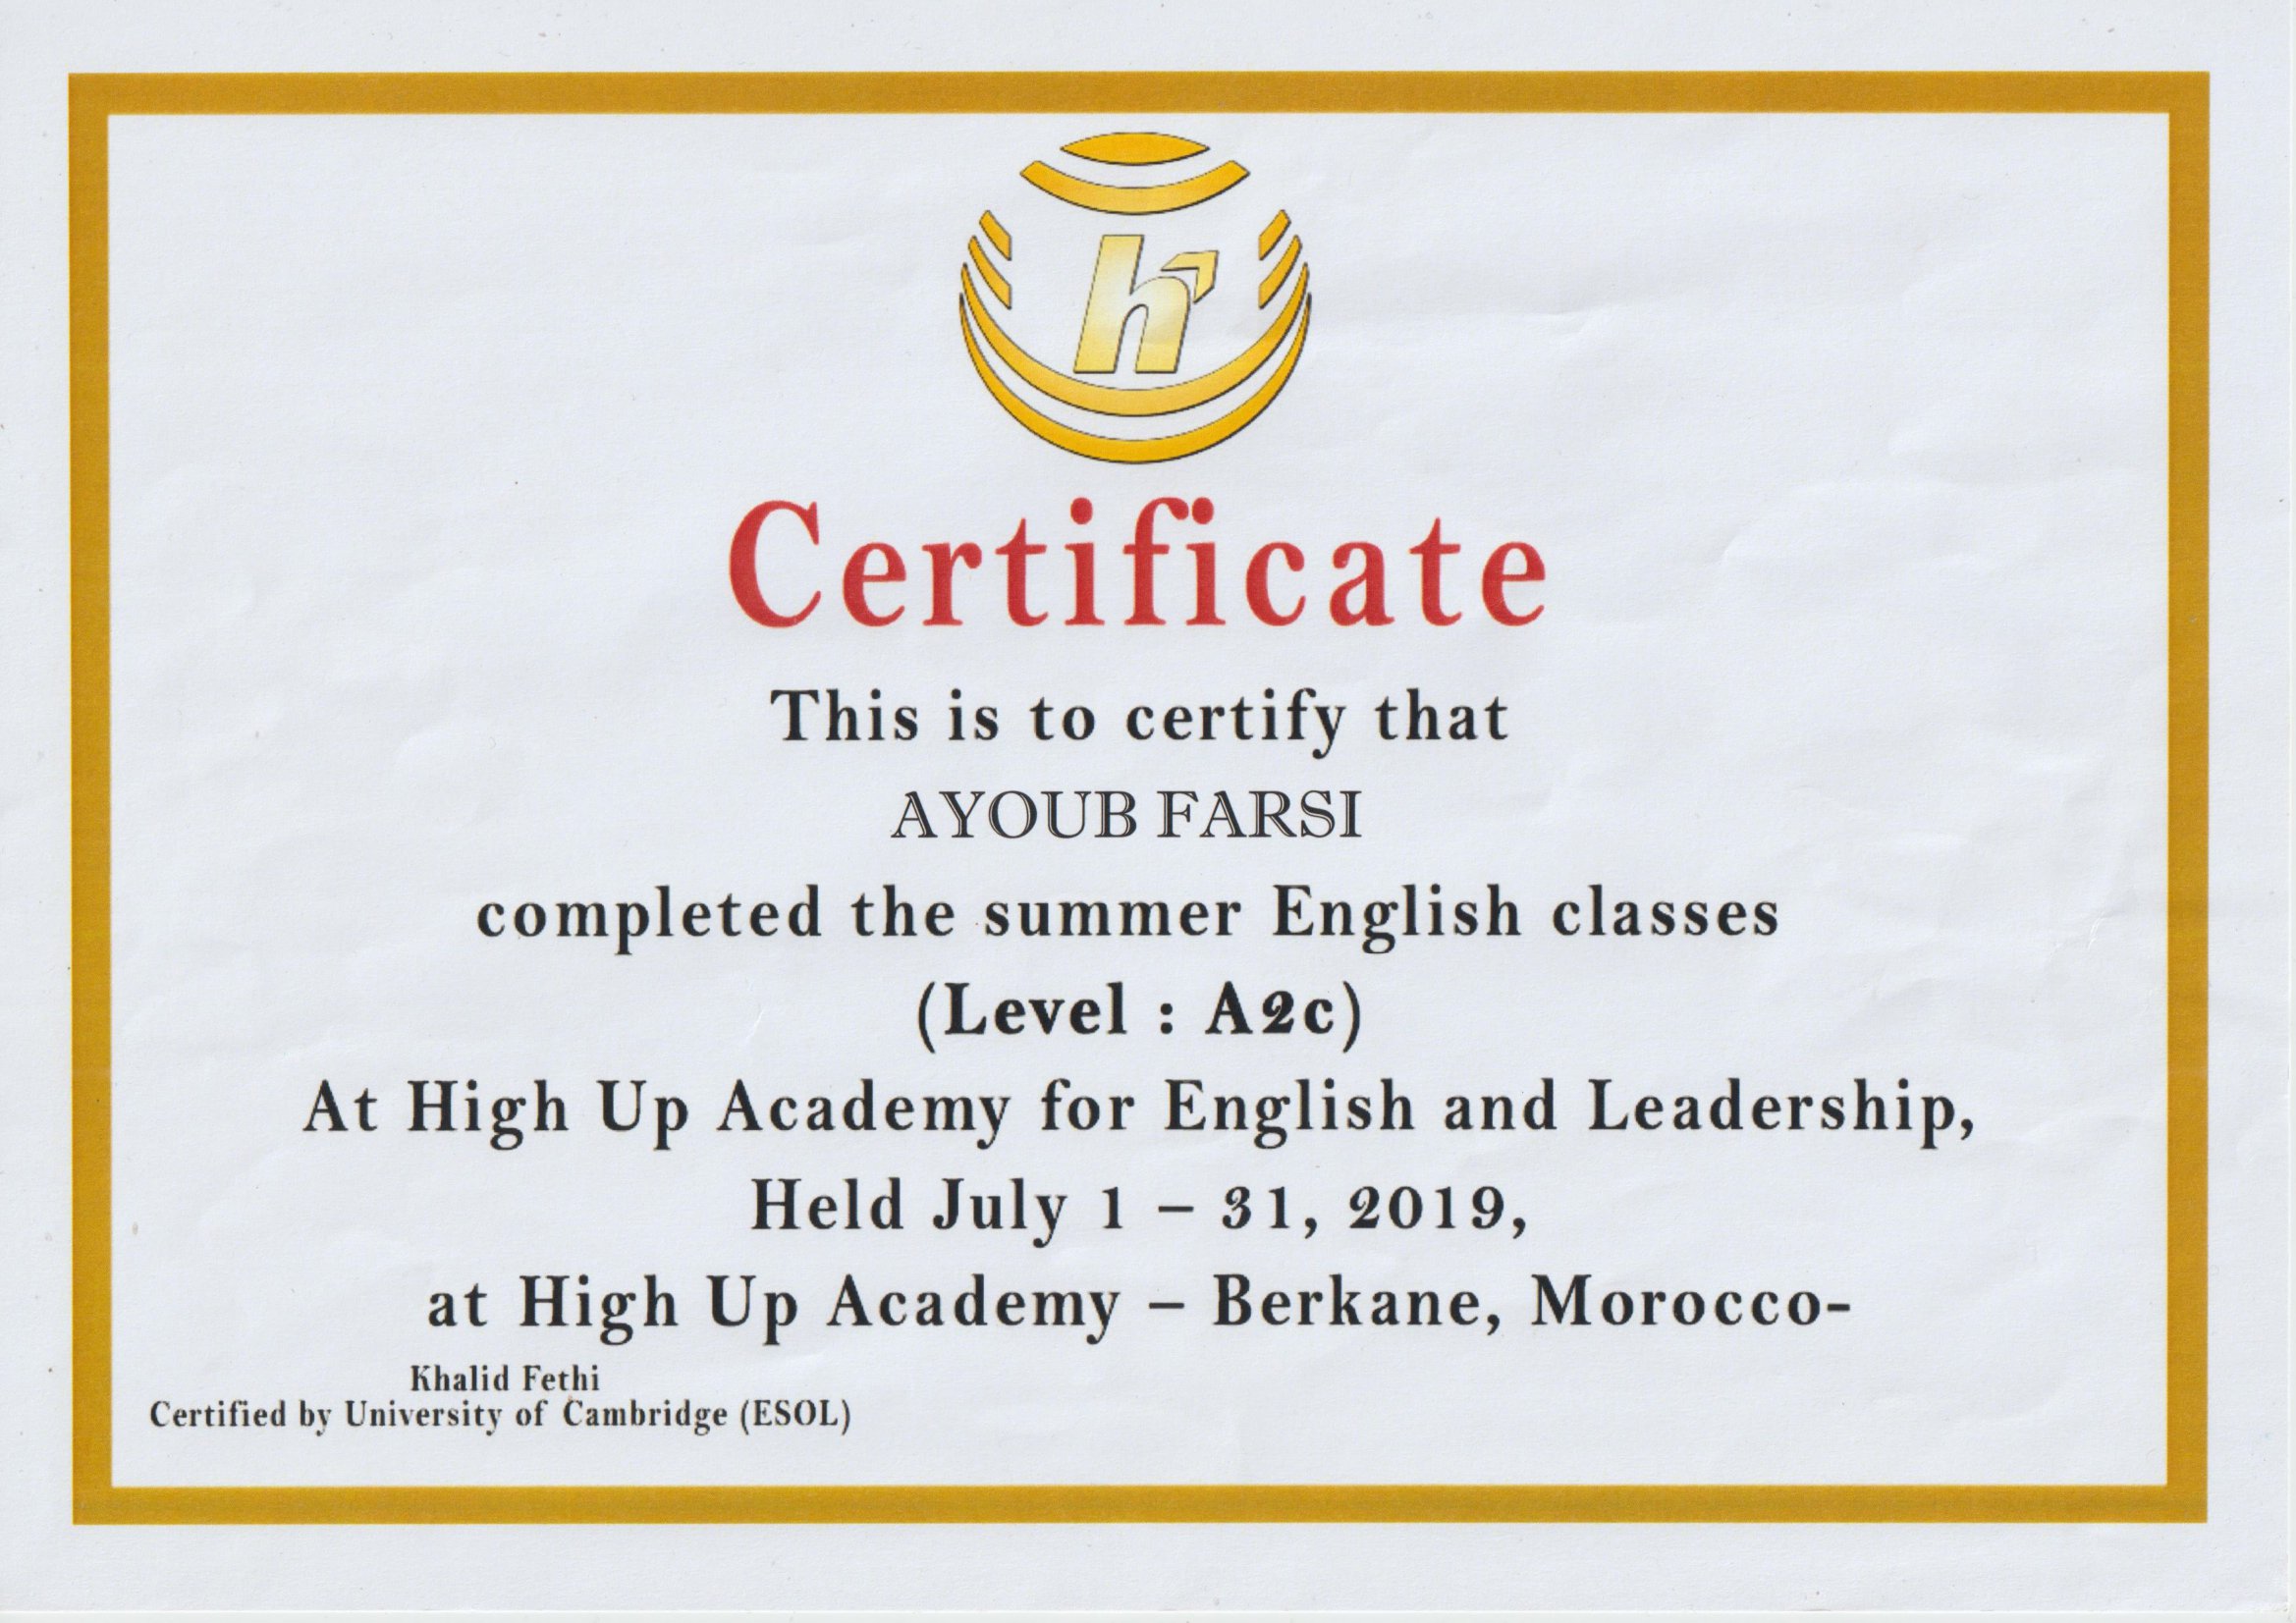 h
Certificate
This is to certify that
AYOUB FARSI
completed the summer English classes
(Level : A2c)
At High Up Academy for English and Leadership,
Held July 1 – 31, 2019,
at High Up Academy – Berkane, Morocco-
Khalid Fethi
Certified by University of Cambridge (ESOL)